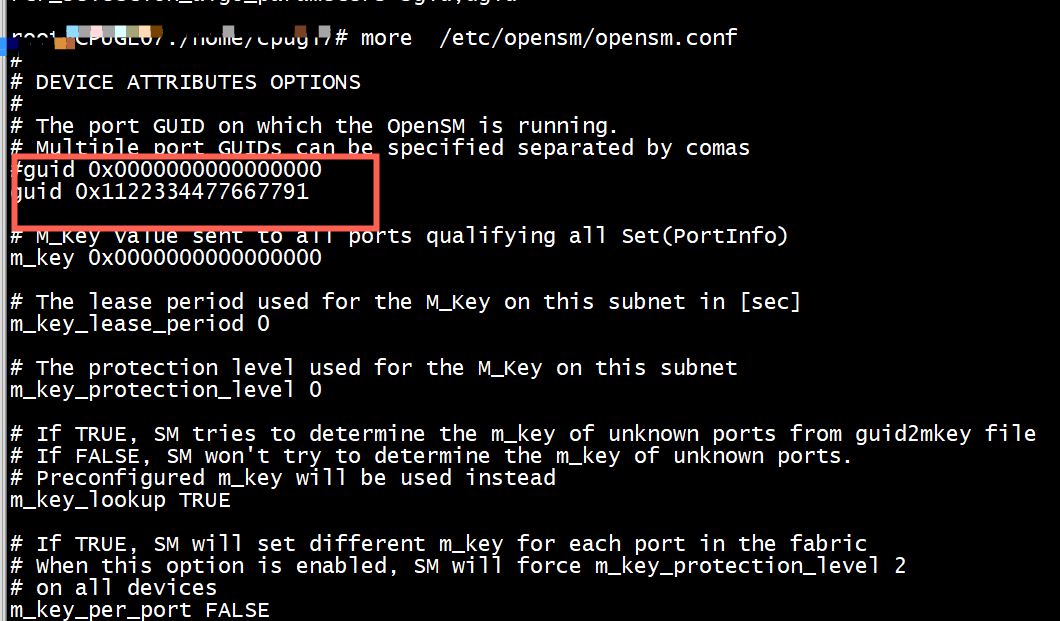 # more /etc/opensm/opensm.conf
#
# DEVICE ATTRIBUTES OPTIONS
#
# The port GUID on which the OpenSM is running.
# Multiple port GUIDs can be specified separated by comas
#guid 0x0000000000000000
guid 0x1122334477667791
# M_Key value sent to all ports qualifying all Set(PortInfo)
m_key 0x0000000000000000
# The lease period used for the M_Key on this subnet in [sec]
m_key_lease_period 0
# The protection level used for the M_Key on this subnet
m_key_protection_level 0
# If TRUE, SM tries to determine the m_key of unknown ports from guid2mkey file
# If FALSE, SM won't try to determine the m_key of unknown ports.
# Preconfigured m_key will be used instead
m_key_lookup TRUE
# If TRUE, SM will set different m_key for each port in the fabric
# When this option is enabled, SM will force m_key_protection_level 2
# on all devices
m_key_per_port FALSE